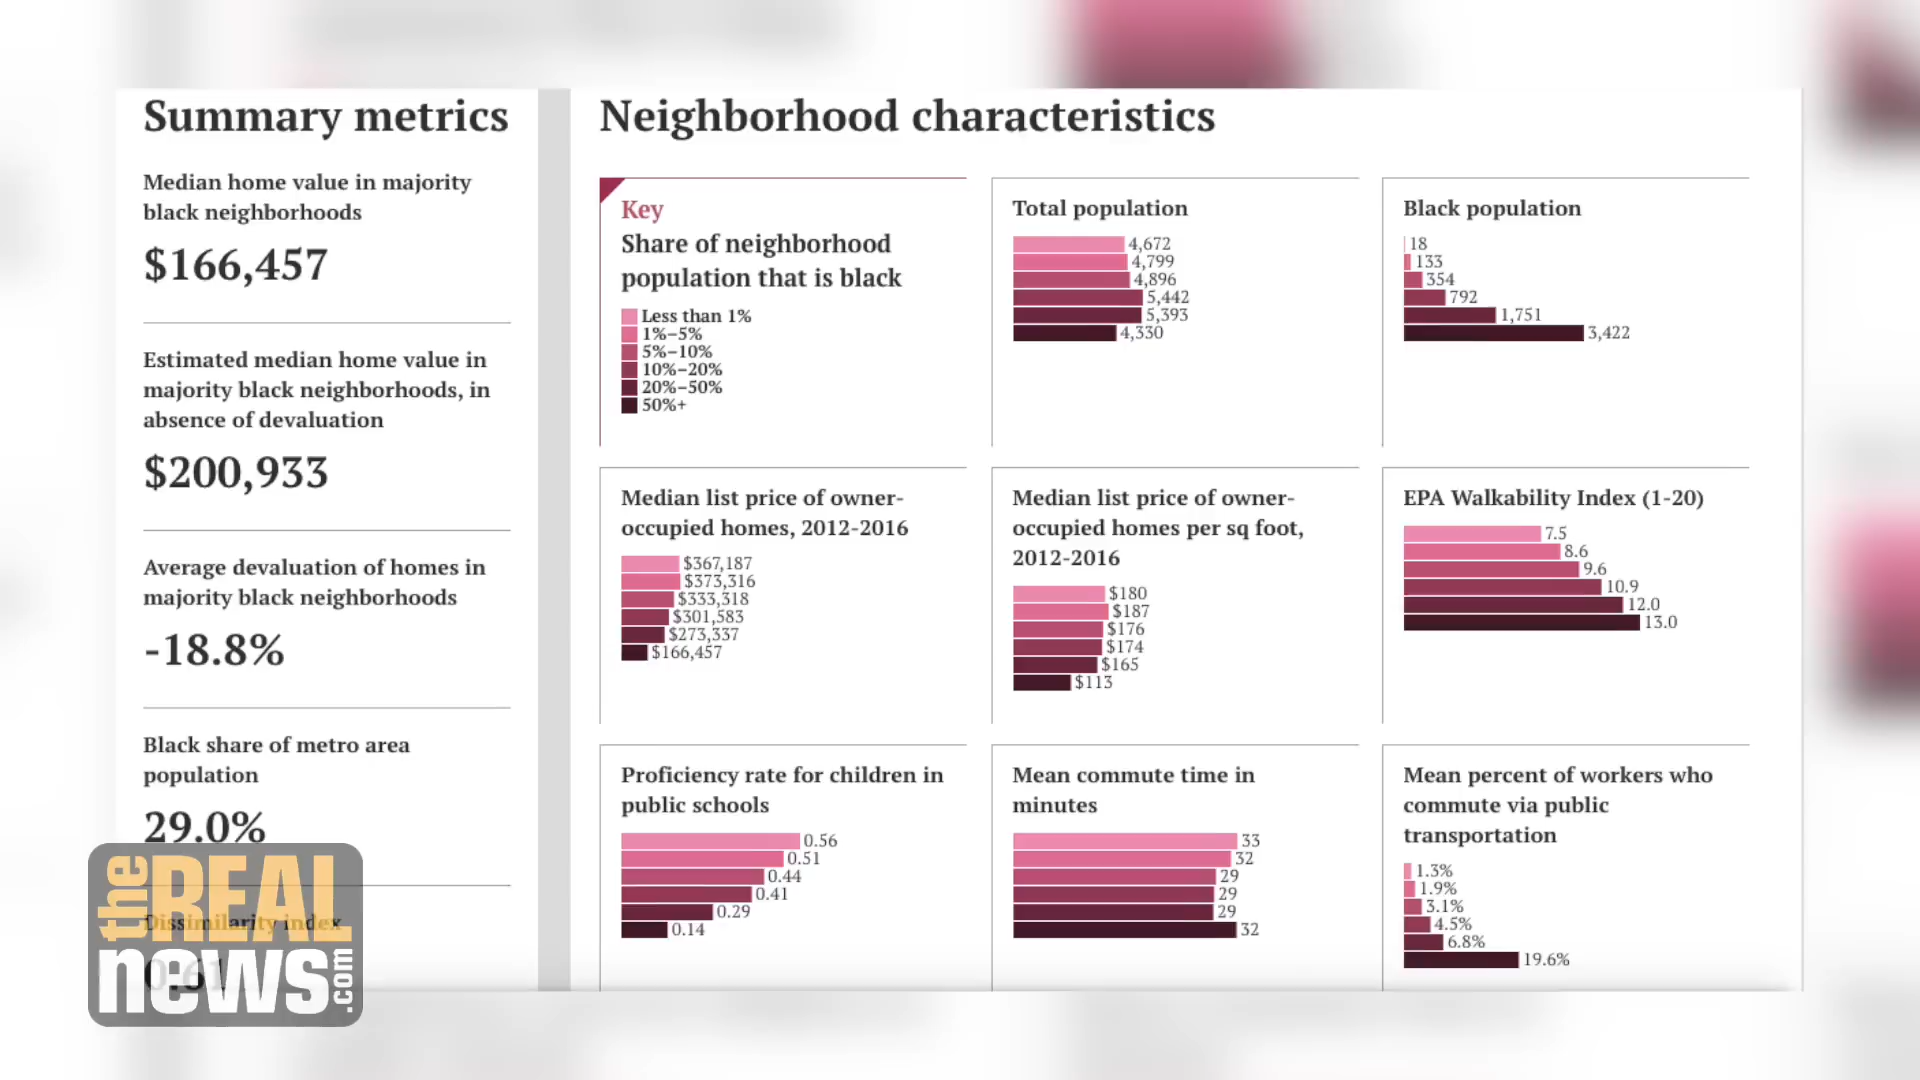 Summary metrics
Median home value in majority
black neighborhoods
$166,457
Estimated median home value in
majority black neighborhoods, in
absence of devaluation
$200,933
Average devaluation of homes in
majority black neighborhoods
-18.8%
Black share of metro area
population
29.0%
Dissimilarity index
0.61
Neighborhood characteristics
Key
Share of neighborhood
population that is black
Less than 1%
1%–5%
5%–10%
10%–20%
20%–50%
50%+
Total population
4,672
4,799
4,896
5,442
5,393
4,330
Black population
18
133
354
792
1,751
3,422
Median list price of owner-
occupied homes, 2012-2016
$367,187
$373,316
$333,318
$301,583
$273,337
$166,457
Median list price of owner-
occupied homes per sq foot,
2012-2016
$180
$187
$176
$174
$165
$113
EPA Walkability Index (1-20)
7.5
8.6
9.6
10.9
12.0
13.0
Proficiency rate for children in
public schools
0.56
0.51
0.44
0.41
0.29
0.14
Mean commute time in
minutes
33
32
29
29
29
32
Mean percent of workers who
commute via public
transportation
1.3%
1.9%
3.1%
4.5%
6.8%
19.6%
the REAL
news.com